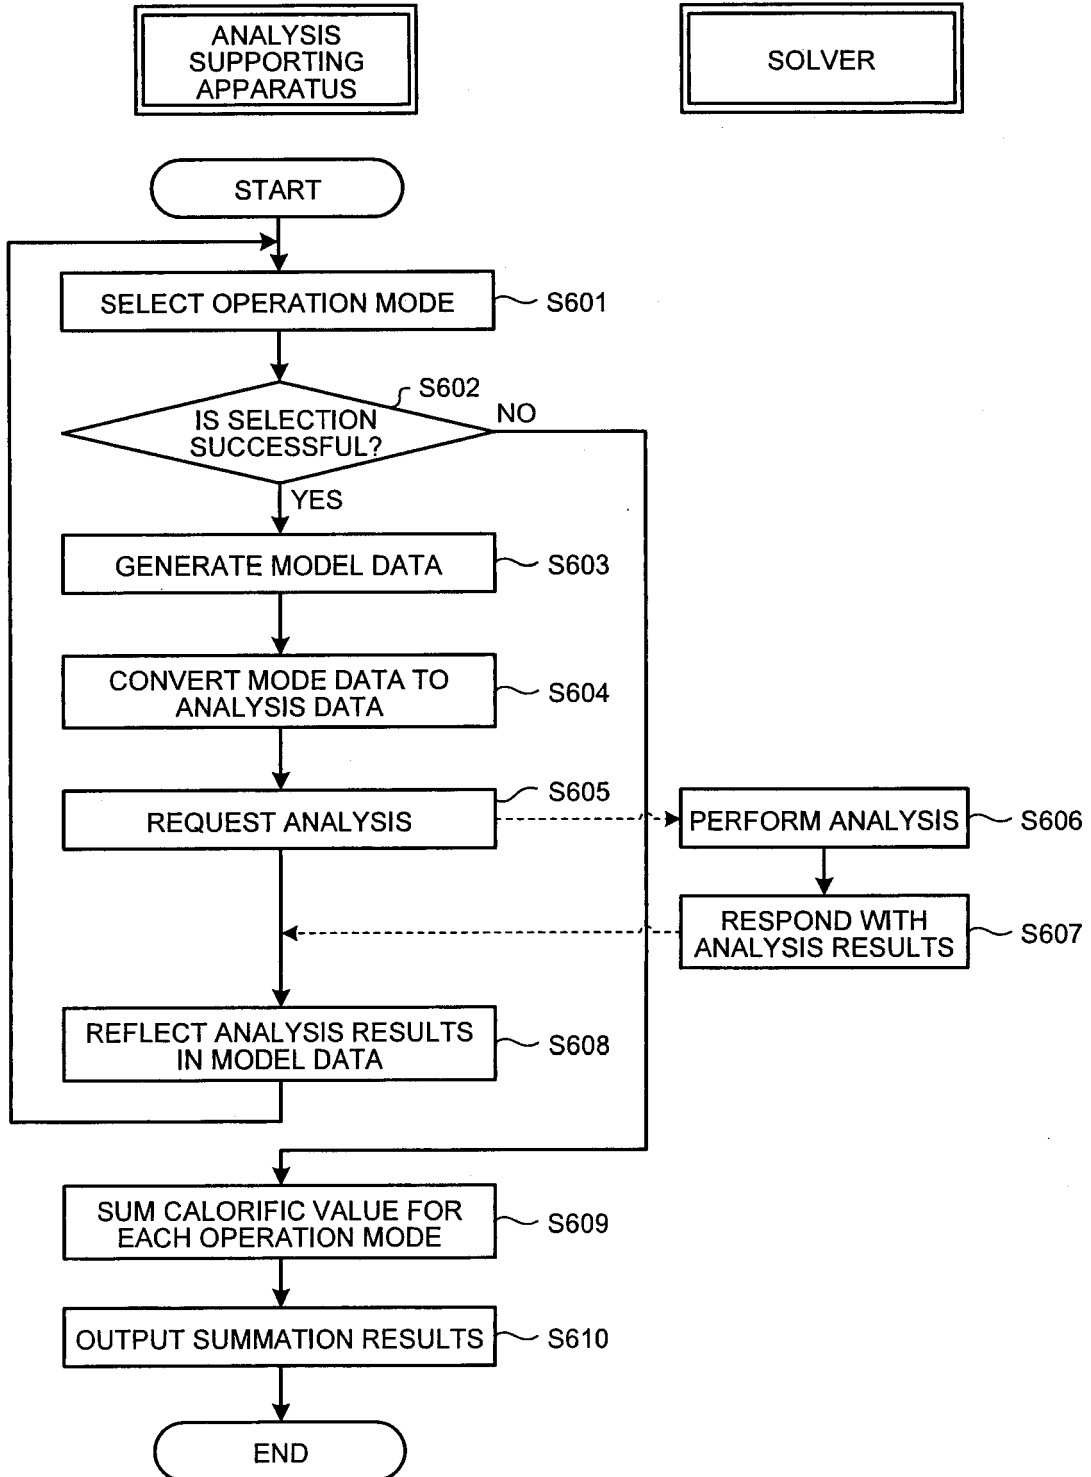 ANALYSIS
SUPPORTING
APPARATUS
SOLVER
START
SELECT OPERATION MODE
S601
S602
IS SELECTION
SUCCESSFUL?
NO
YES
GENERATE MODEL DATA
S603
CONVERT MODE DATA TO
ANALYSIS DATA
S604
REQUEST ANALYSIS
S605
PERFORM ANALYSIS
S606
RESPOND WITH
ANALYSIS RESULTS
S607
REFLECT ANALYSIS RESULTS
IN MODEL DATA
S608
SUM CALORIFIC VALUE FOR
EACH OPERATION MODE
S609
OUTPUT SUMMATION RESULTS
S610
END